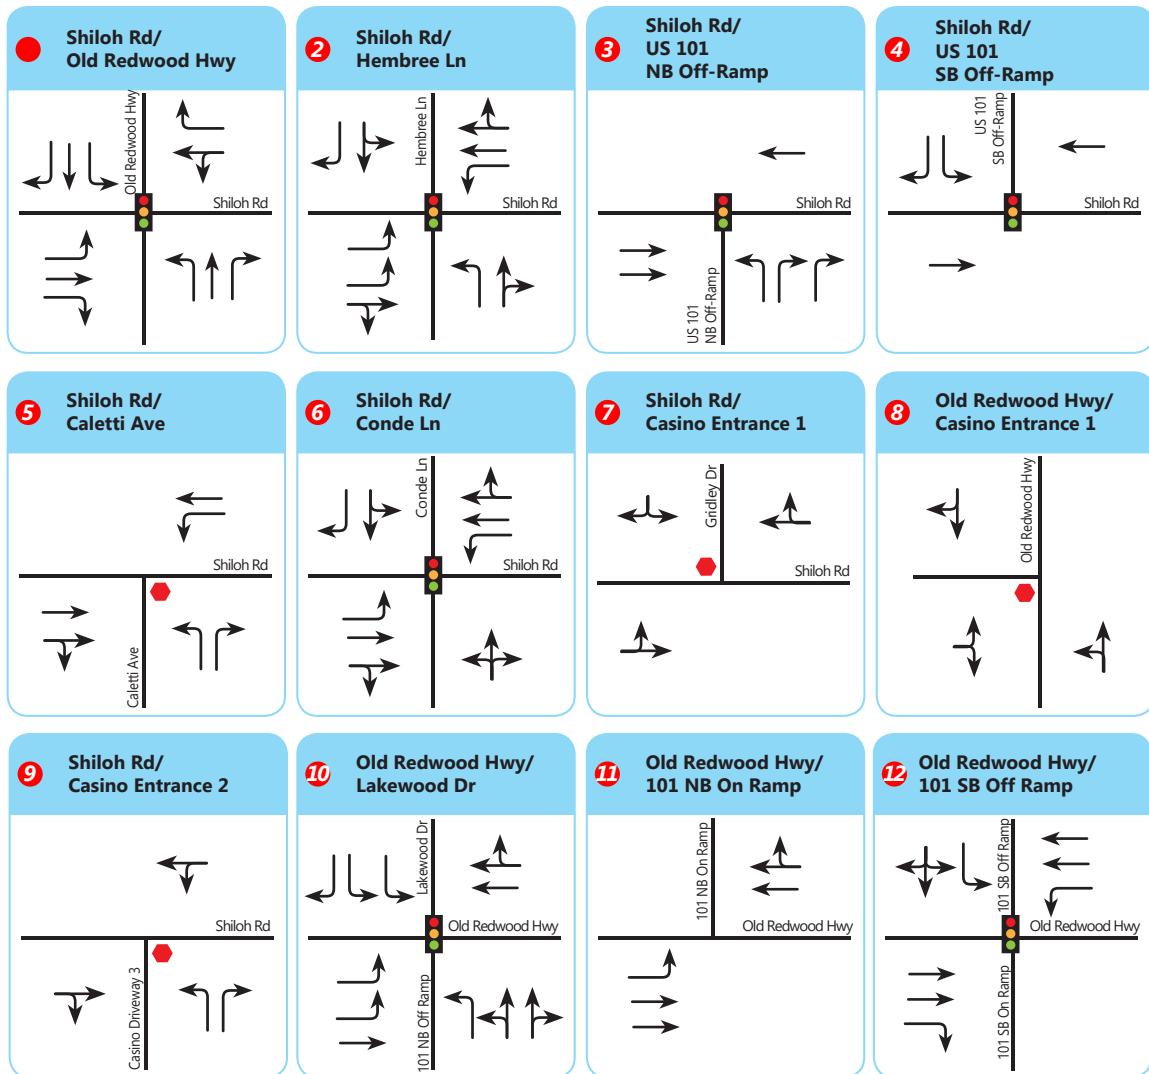 Shiloh Rd/
Old Redwood Hwy
Old Redwood Hwy
Shiloh Rd
2
Shiloh Rd/
Hembree Ln
Hembree Ln
Shiloh Rd
3
Shiloh Rd/
US 101
NB Off-Ramp
Shiloh Rd
US 101
NB Off-Ramp
4
Shiloh Rd/
US 101
SB Off-Ramp
US 101
SB Off-Ramp
Shiloh Rd
5
Shiloh Rd/
Caletti Ave
Shiloh Rd
Caletti Ave
6
Shiloh Rd/
Conde Ln
Conde Ln
Shiloh Rd
7
Shiloh Rd/
Casino Entrance 1
Gridley Dr
Shiloh Rd
8
Old Redwood Hwy/
Casino Entrance 1
Old Redwood Hwy
9
Shiloh Rd/
Casino Entrance 2
Shiloh Rd
Casino Driveway 3
10
Old Redwood Hwy/
Lakewood Dr
Lakewood Dr
Old Redwood Hwy
101 NB Off Ramp
11
Old Redwood Hwy/
101 NB On Ramp
101 NB On Ramp
Old Redwood Hwy
12
Old Redwood Hwy/
101 SB Off Ramp
101 SB Off Ramp
Old Redwood Hwy
101 SB On Ramp